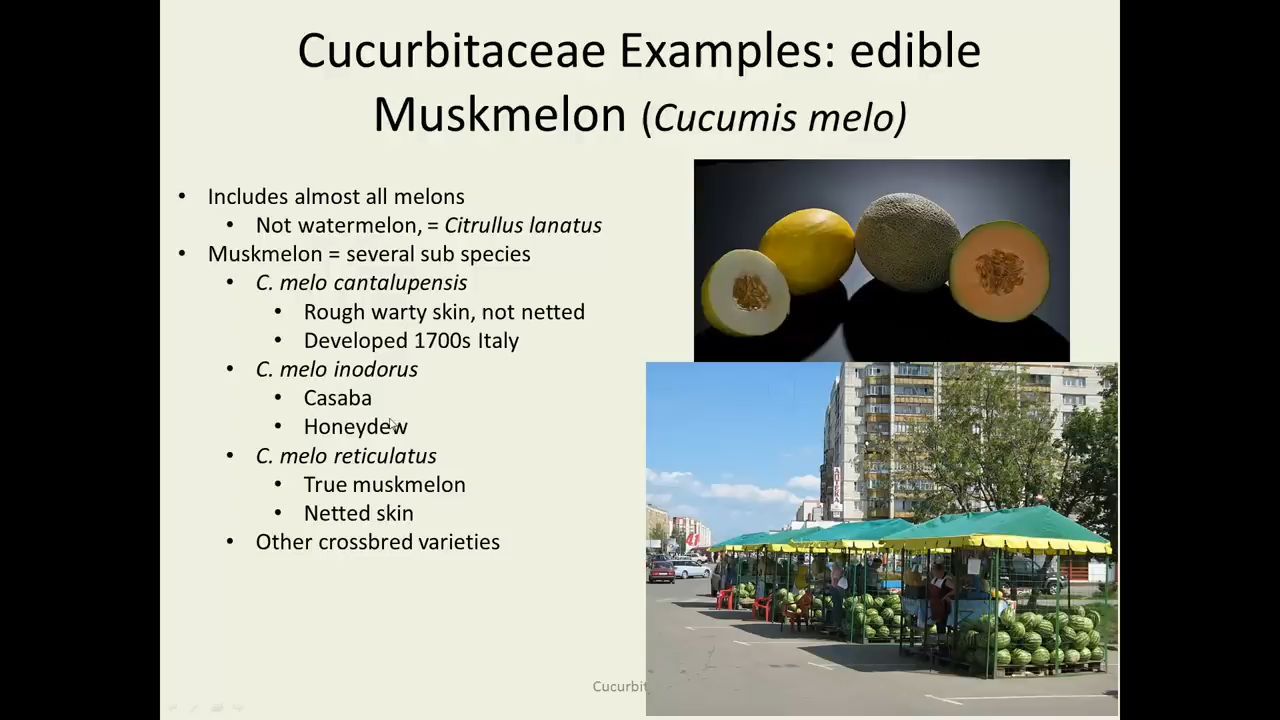 Cucurbitaceae Examples: edible
Muskmelon (Cucumis melo)
• Includes almost all melons
• Not watermelon, = Citrullus lanatus
• Muskmelon = several sub species
• C. melo cantalupensis
• Rough warty skin, not netted
• Developed 1700s Italy
• C. melo inodorus
• Casaba
• Honeydew
• C. melo reticulatus
• True muskmelon
• Netted skin
• Other crossbred varieties
АПТЕКА
Cucurbit